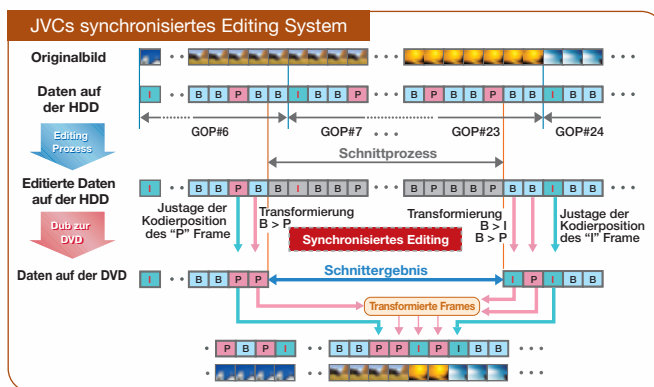 JVCs synchronisiertes Editing System
Originalbild
Daten auf
der HDD
I B B P B B I B B P B P B B P B B I B B
GOP#6
GOP#7
GOP#23
GOP#24
Editing
Prozess
Schnittprozess
Editierte Daten
auf der HDD
I B B P B B I B B P B P B B P B B I B B
Justage der
Kodierposition
des "P" Frame
Transformierung
B > P
Transformierung
B > I
B > P
Justage der
Kodierposition
des "I" Frame
Dub zur
DVD
Synchronisiertes Editing
Daten auf der DVD
I B B P P
Schnittergebnis
I P I B B
Transformierte Frames
P B P I B B P P I P I B B